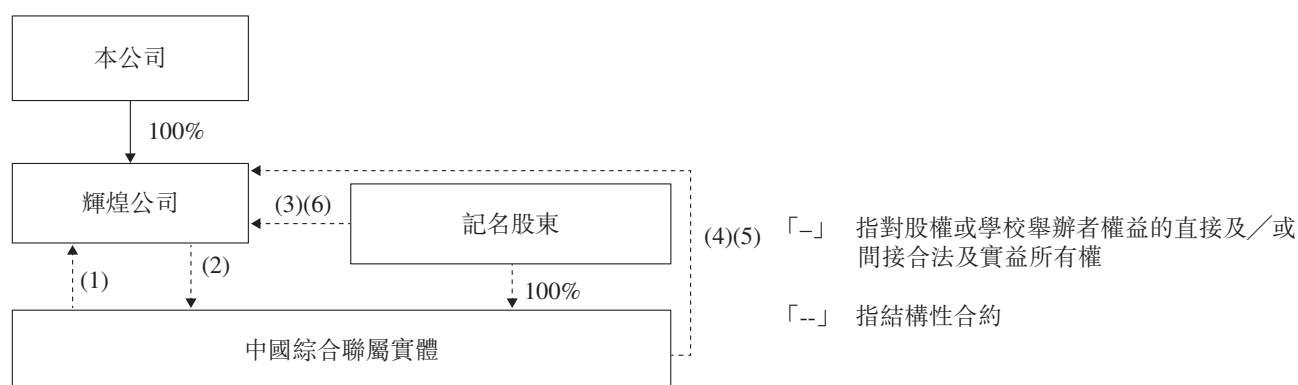 本公司
100%
輝煌公司
(3)(6)
記名股東
(4)(5)
「–」 指對股權或學校舉辦者權益的直接及／或
間接合法及實益所有權
(1)
(2)
100%
「--」 指結構性合約
中國綜合聯屬實體